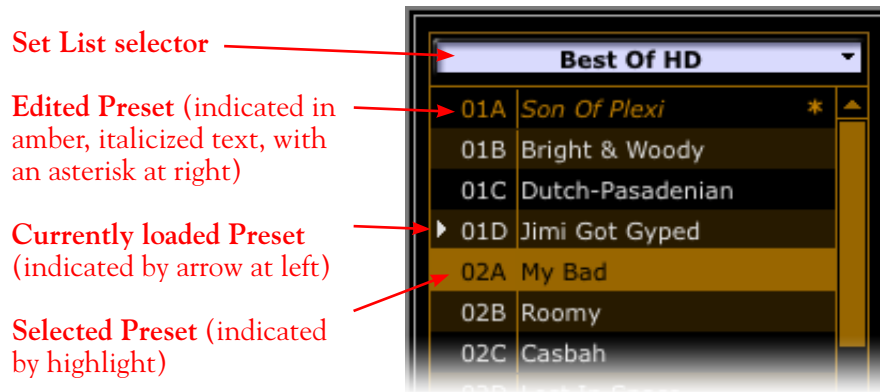 Set List selector
Edited Preset (indicated in
amber, italicized text, with
an asterisk at right)
Currently loaded Preset
(indicated by arrow at left)
Selected Preset (indicated
by highlight)
Best Of HD
01A Son Of Plexi *
01B Bright & Woody
01C Dutch-Pasadenian
01D Jimi Got Gyped
02A My Bad
02B Roomy
02C Casbah